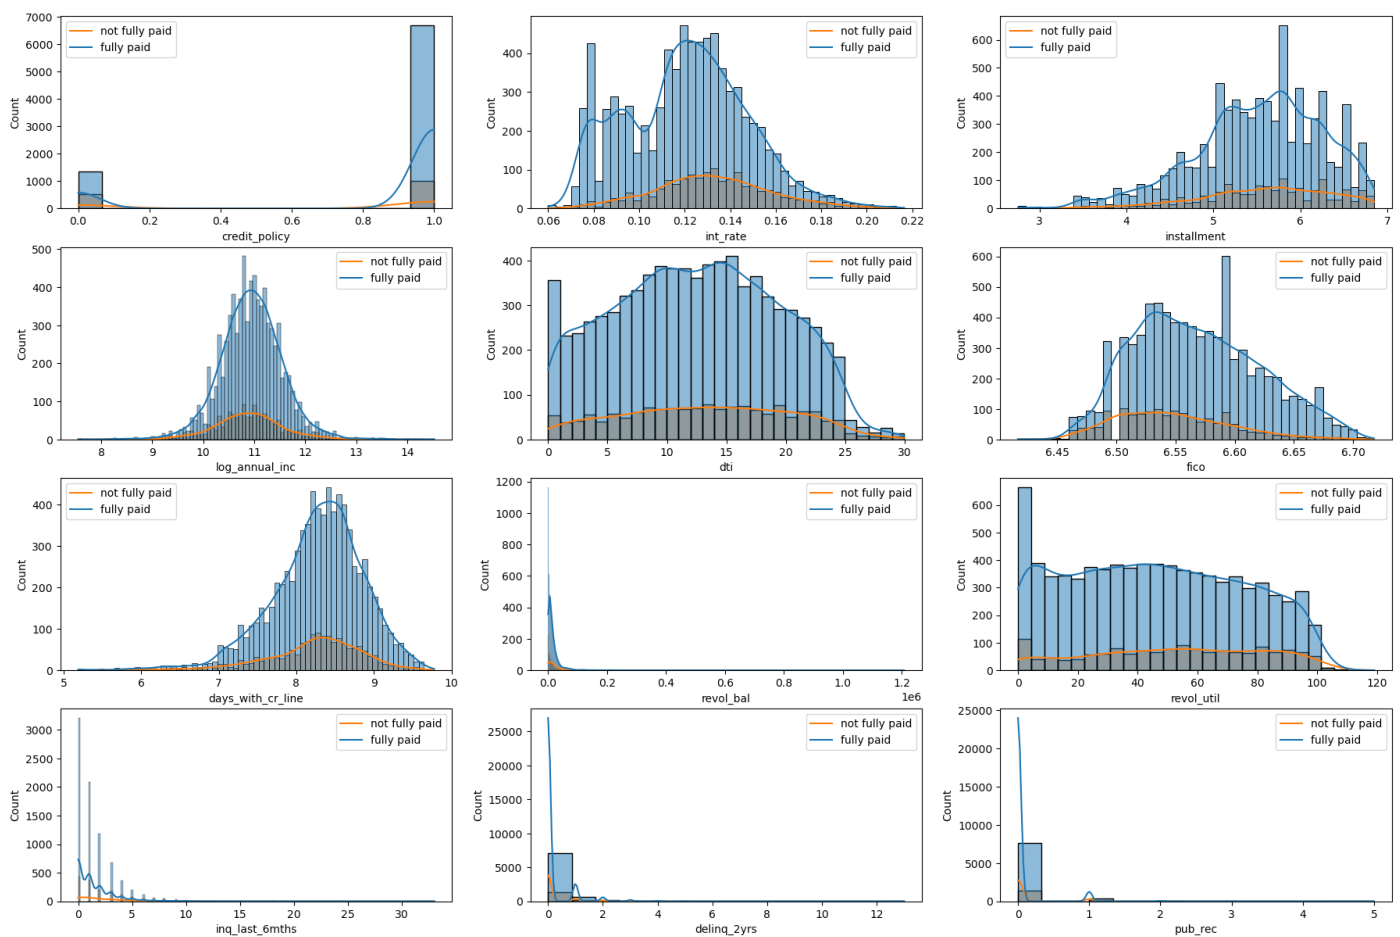 7000
6000
5000
4000
3000
2000
1000
0
Count
not fully paid
fully paid
0.0 0.2 0.4 0.6 0.8 1.0
credit_policy
400
300
200
100
0
Count
not fully paid
fully paid
0.06 0.08 0.10 0.12 0.14 0.16 0.18 0.20 0.22
int_rate
600
500
400
300
200
100
0
Count
not fully paid
fully paid
3 4 5 6 7
installment
500
400
300
200
100
0
Count
not fully paid
fully paid
8 9 10 11 12 13 14
log_annual_inc
400
300
200
100
0
Count
not fully paid
fully paid
0 5 10 15 20 25 30
dti
600
500
400
300
200
100
0
Count
not fully paid
fully paid
6.45 6.50 6.55 6.60 6.65 6.70
fico
400
300
200
100
0
Count
not fully paid
fully paid
5 6 7 8 9 10
days_with_cr_line
1200
1000
800
600
400
200
0
Count
not fully paid
fully paid
0.0 0.2 0.4 0.6 0.8 1.0 1.2
1e6
revol_bal
600
500
400
300
200
100
0
Count
not fully paid
fully paid
0 20 40 60 80 100 120
revol_util
3000
2500
2000
1500
1000
500
0
Count
not fully paid
fully paid
0 5 10 15 20 25 30
inq_last_6mths
25000
20000
15000
10000
5000
0
Count
not fully paid
fully paid
0 2 4 6 8 10 12
delinq_2yrs
25000
20000
15000
10000
5000
0
Count
not fully paid
fully paid
0 1 2 3 4 5
pub_rec